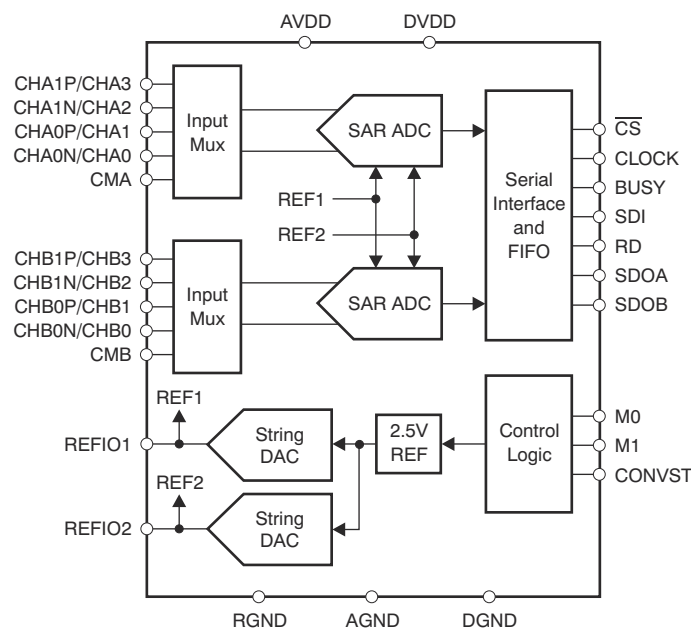 AVDD
DVDD
CHA1P/CHA3
CHA1N/CHA2
CHA0P/CHA1
CHA0N/CHA0
CMA
Input
Mux
SAR ADC
REF1
REF2
Serial
Interface
and
FIFO
CS
CLOCK
BUSY
SDI
RD
SDOA
SDOB
CHB1P/CHB3
CHB1N/CHB2
CHB0P/CHB1
CHB0N/CHB0
CMB
Input
Mux
SAR ADC
REF1
REFIO1
String
DAC
2.5V
REF
Control
Logic
M0
M1
CONVST
REF2
REFIO2
String
DAC
RGND
AGND
DGND